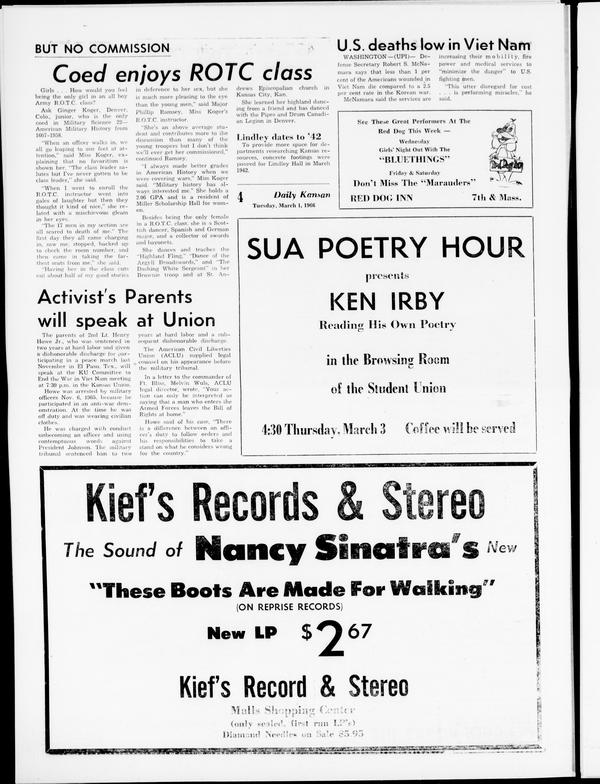 BUT NO COMMISSION
Coed enjoys ROTC class
Girls . . . How would you feel
being the only girl in an all boy
Army R.O.T.C. class?
Ask Ginger Koger, Denver,
Colo., junior, who is the only
coed in Military Science 22—
American Military History from
1607-1958.
"When an officer walks in, we
all go leaping to our feet at at-
tention," said Miss Koger, ex-
plaining that no favoritism is
shown her. "The class leader sa-
lutes but I've never gotten to be
class leader," she said.
"When I went to enroll the
R.O.T.C. instructor went into
gales of laughter but then they
thought it kind of nice," she re-
lated with a mischievous gleam
in her eyes.
"The 17 men in my section are
all scared to death of me." The
first day they all came charging
in, saw me, stopped, backed up
to check the room number, and
then came in taking the far-
thest seats from me," she said.
"Having her in the class cuts
out about half of my good stories
in deference to her sex, but she
is much more pleasing to the eye
than the young men," said Major
Phillip Ramsey, Miss Koger's
R.O.T.C. instructor.
"She's an above average stu-
dent and contributes more to the
discussion than many of the
young troopers but I don't think
we'll ever get her commissioned,"
continued Ramsey.
"I always made better grades
in American History when we
were covering wars," Miss Koger
said. "Military history has al-
ways interested me." She holds a
2.06 GPA and is a resident of
Miller Scholarship Hall for wom-
en.
Besides being the only female
in a R.O.T.C. class, she is a Scot-
tish dancer, Spanish and German
major, and a collector of swords
and bayonets.
She dances and teaches the
"Highland Fling," "Dance of the
Argyll Broadswords," and "The
Dashing White Sergeant" in her
Brownie troop and at St. An-
drews Episcopalian church in
Kansas City, Kan.
She learned her highland danc-
ing from a friend and has danced
with the Pipes and Drum Canadi-
an Legion in Denver.
Lindley dates to '42
To provide more space for de-
partments researching Kansas re-
sources, concrete footings were
poured for Lindley Hall in March
1942.
4 Daily Kansan
Tuesday, March 1, 1966
U.S. deaths low in Viet Nam
WASHINGTON —(UPI)— De-
fense Secretary Robert S. McNa-
mara says that less than 1 per
cent of the Americans wounded in
Viet Nam die compared to a 2.5
per cent rate in the Korean war.
McNamara said the services are
increasing their mobility, fire
power and medical services to
"minimize the danger" to U.S.
fighting men.
"This utter disregard for cost
. . . is performing miracles," he
said.
See These Great Performers At The
Red Dog This Week —
Wednesday
Girls' Night Out With The
"BLUETHINGS"
Friday & Saturday
Don't Miss The "Marauders"
RED DOG INN 7th & Mass.
SUA POETRY HOUR
presents
KEN IRBY
Reading His Own Poetry
in the Browsing Room
of the Student Union
4:30 Thursday, March 3 Coffee will be served
Activist's Parents
will speak at Union
The parents of 2nd Lt. Henry
Howe Jr., who was sentenced to
two years at hard labor and given
a dishonorable discharge for par-
ticipating in a peace march last
November in El Paso, Tex., will
speak at the KU Committee to
End the War in Viet Nam meeting
at 7:30 p.m. in the Kansas Union.
Howe was arrested by military
officers Nov. 6, 1965, because he
participated in an anti-war dem-
onstration. At the time he was
off duty and was wearing civilian
clothes.
He was charged with conduct
unbecoming an officer and using
contemptuous words against
President Johnson. The military
tribunal sentenced him to two
years at hard labor and a sub-
sequent dishonorable discharge.
The American Civil Liberties
Union (ACLU) supplied legal
counsel on his appearance before
the military tribunal.
In a letter to the commander of
Ft. Bliss, Melvin Wuls, ACLU
legal director, wrote, "Your ac-
tion can only be interpreted as
saying that a man who enters the
Armed Forces leaves the Bill of
Rights at home."
Howe said of his case, "There
is a difference between an offi-
cer's duty to follow orders and
his responsibilities to take a
stand on what he considers wrong
for the country."
Kief's Records & Stereo
The Sound of Nancy Sinatra's New
"These Boots Are Made For Walking"
(ON REPRISE RECORDS)
New LP $2 67
Kief's Record & Stereo
Malls Shopping Center
(only sealed, first run LP's)
Diamond Needles on Sale $5.95